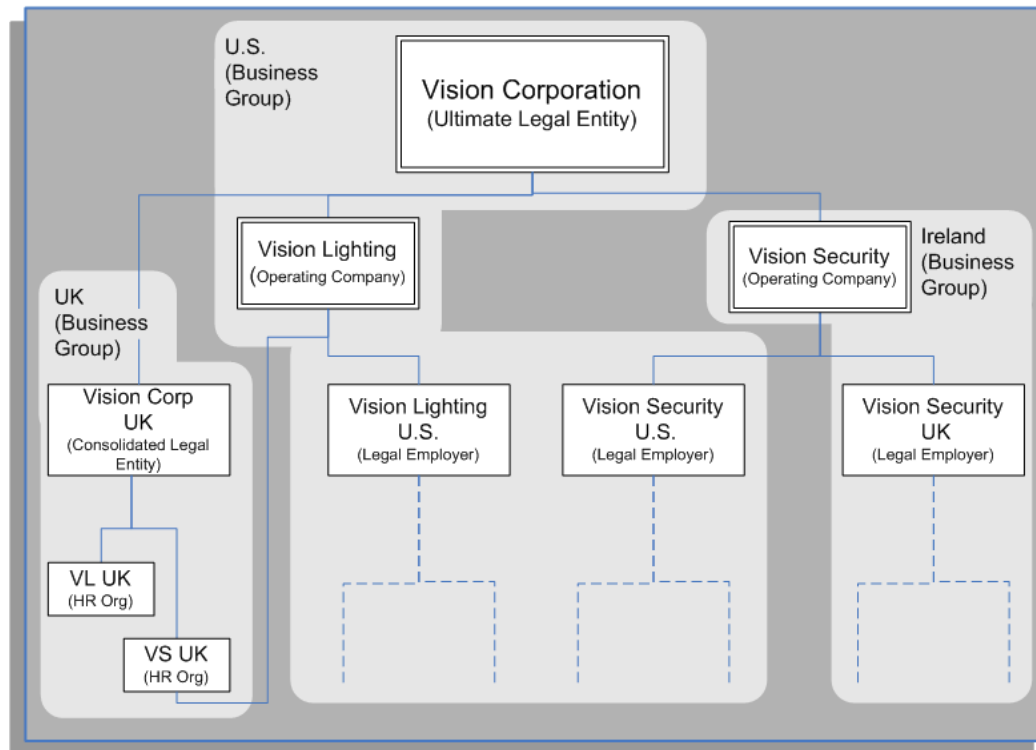 U.S.
(Business
Group)
Vision Corporation
(Ultimate Legal Entity)
Vision Lighting
(Operating Company)
Vision Security
(Operating Company)
Ireland
(Business
Group)
UK
(Business
Group)
Vision Corp
UK
(Consolidated Legal
Entity)
Vision Lighting
U.S.
(Legal Employer)
Vision Security
U.S.
(Legal Employer)
Vision Security
UK
(Legal Employer)
VL UK
(HR Org)
VS UK
(HR Org)